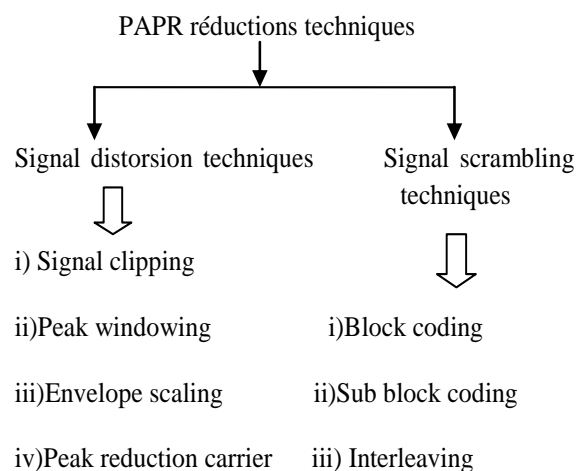 PAPR réductions techniques
Signal distorsion techniques
i) Signal clipping
ii)Peak windowing
iii)Envelope scaling
iv)Peak reduction carrier
Signal scrambling
techniques
i)Block coding
ii)Sub block coding
iii) Interleaving